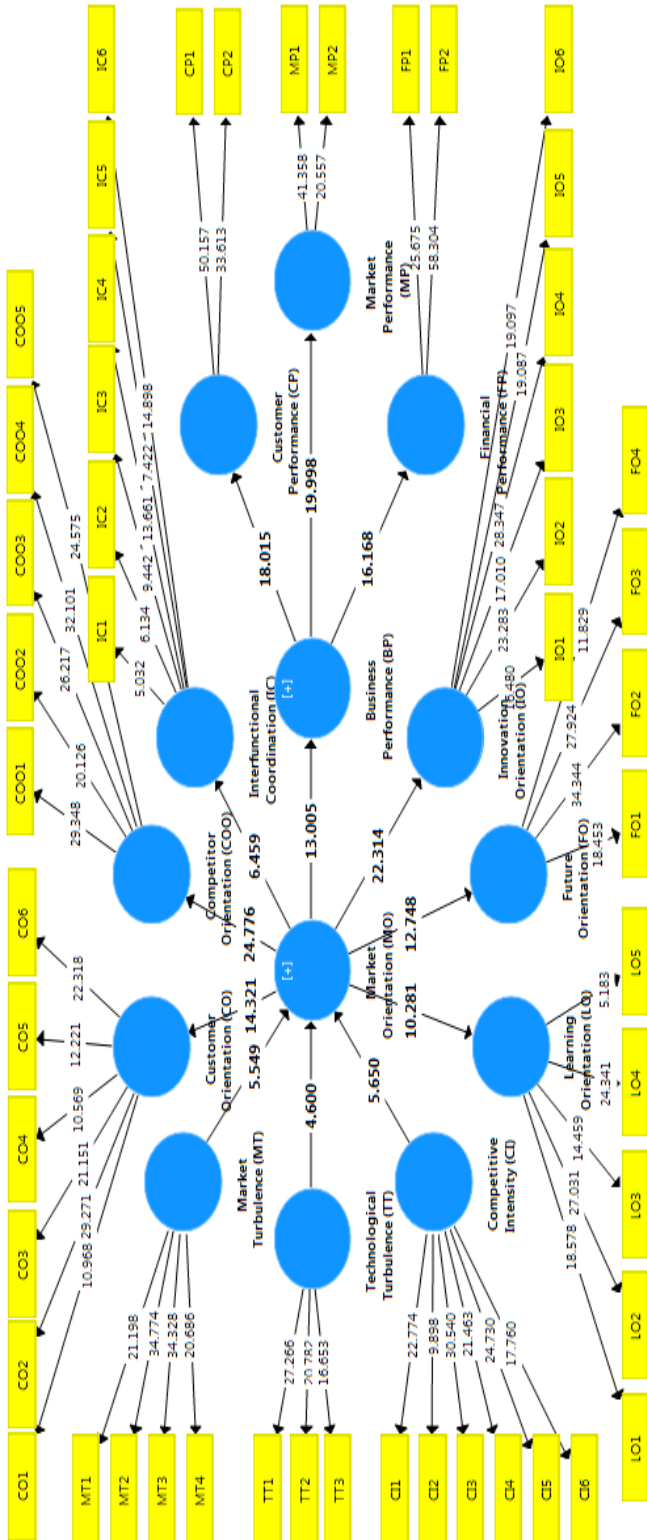 CO1 CO2 CO3 CO4 CO5 CO6 COO1 COO2 COO3 COO4 COO5
10.968 29.271 21.151 10.569 12.221 22.318 29.348 20.126 26.217 32.101 24.575
IC1 IC2 IC3 IC4 IC5 IC6
5.032 6.134 9.442 13.661 7.422 14.898
MT1
MT2
MT3
MT4
21.198
34.774
34.328
20.686
CP1
CP2
50.157
33.613
Customer
Orientation (CO)
Competitor
Orientation (COO)
Interfunctional
Coordination (IC)
Customer
Performance (CP)
Market
Turbulence (MT)
14.321
24.776
6.459
18.015
5.549
TT1
TT2
TT3
27.266
20.782
16.653
4.600
[+]
13.005
[+]
19.998
MP1
MP2
41.358
20.557
Technological
Turbulence (TT)
Market
Orientation (MO)
Business
Performance (BP)
Market
Performance
(MP)
5.650
10.281
12.748
22.314
16.168
CI1
CI2
CI3
CI4
CI5
CI6
22.774
9.898
30.540
21.463
24.730
17.760
FP1
FP2
25.675
58.304
Competitive
Intensity (CI)
Learning
Orientation (LO)
Future
Orientation (FO)
Innovation
Orientation (IO)
Financial
Performance (FP)
16.480 23.283 17.010 28.347 19.087 19.097
IO1 IO2 IO3 IO4 IO5 IO6
18.578 27.031 14.459 24.341 5.183 18.453 34.344 27.924 11.829
LO1 LO2 LO3 LO4 LO5 FO1 FO2 FO3 FO4